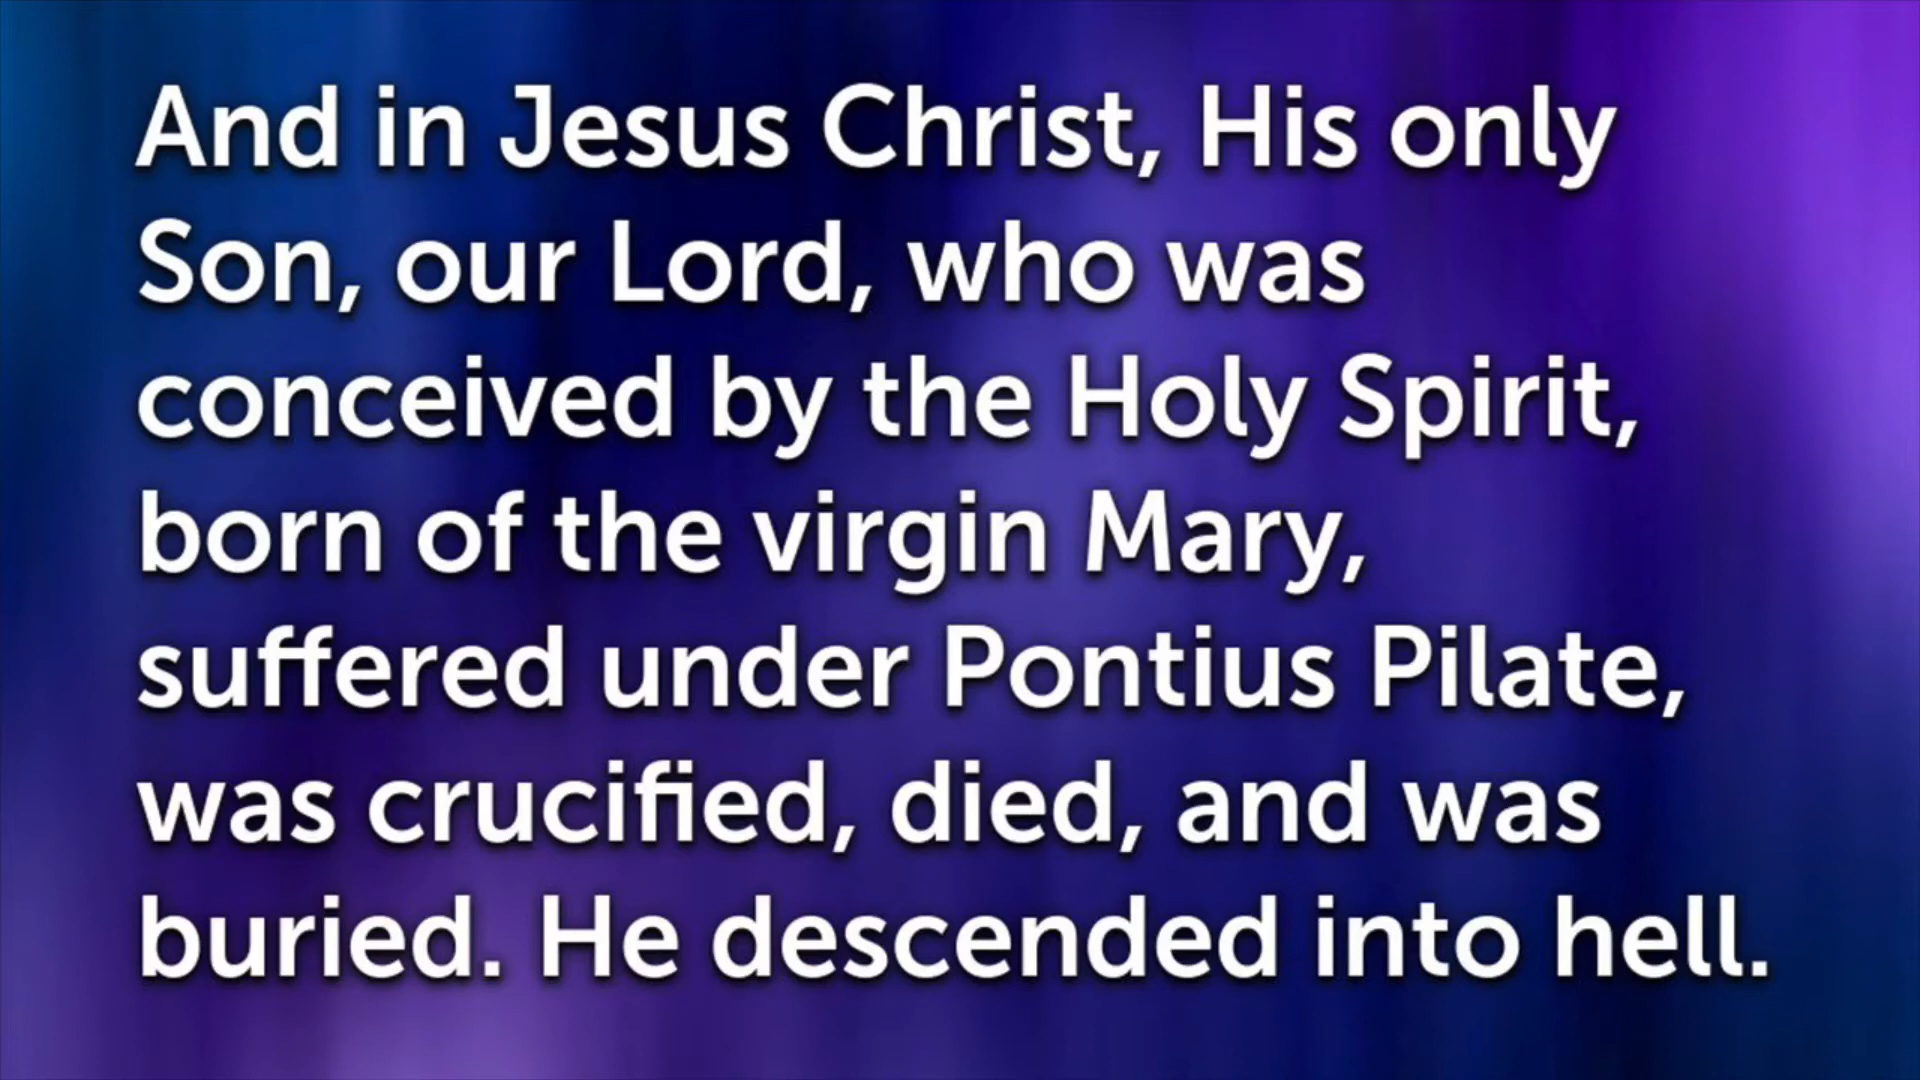 And in Jesus Christ, His only
Son, our Lord, who was
conceived by the Holy Spirit,
born of the virgin Mary,
suffered under Pontius Pilate,
was crucified, died, and was
buried. He descended into hell.